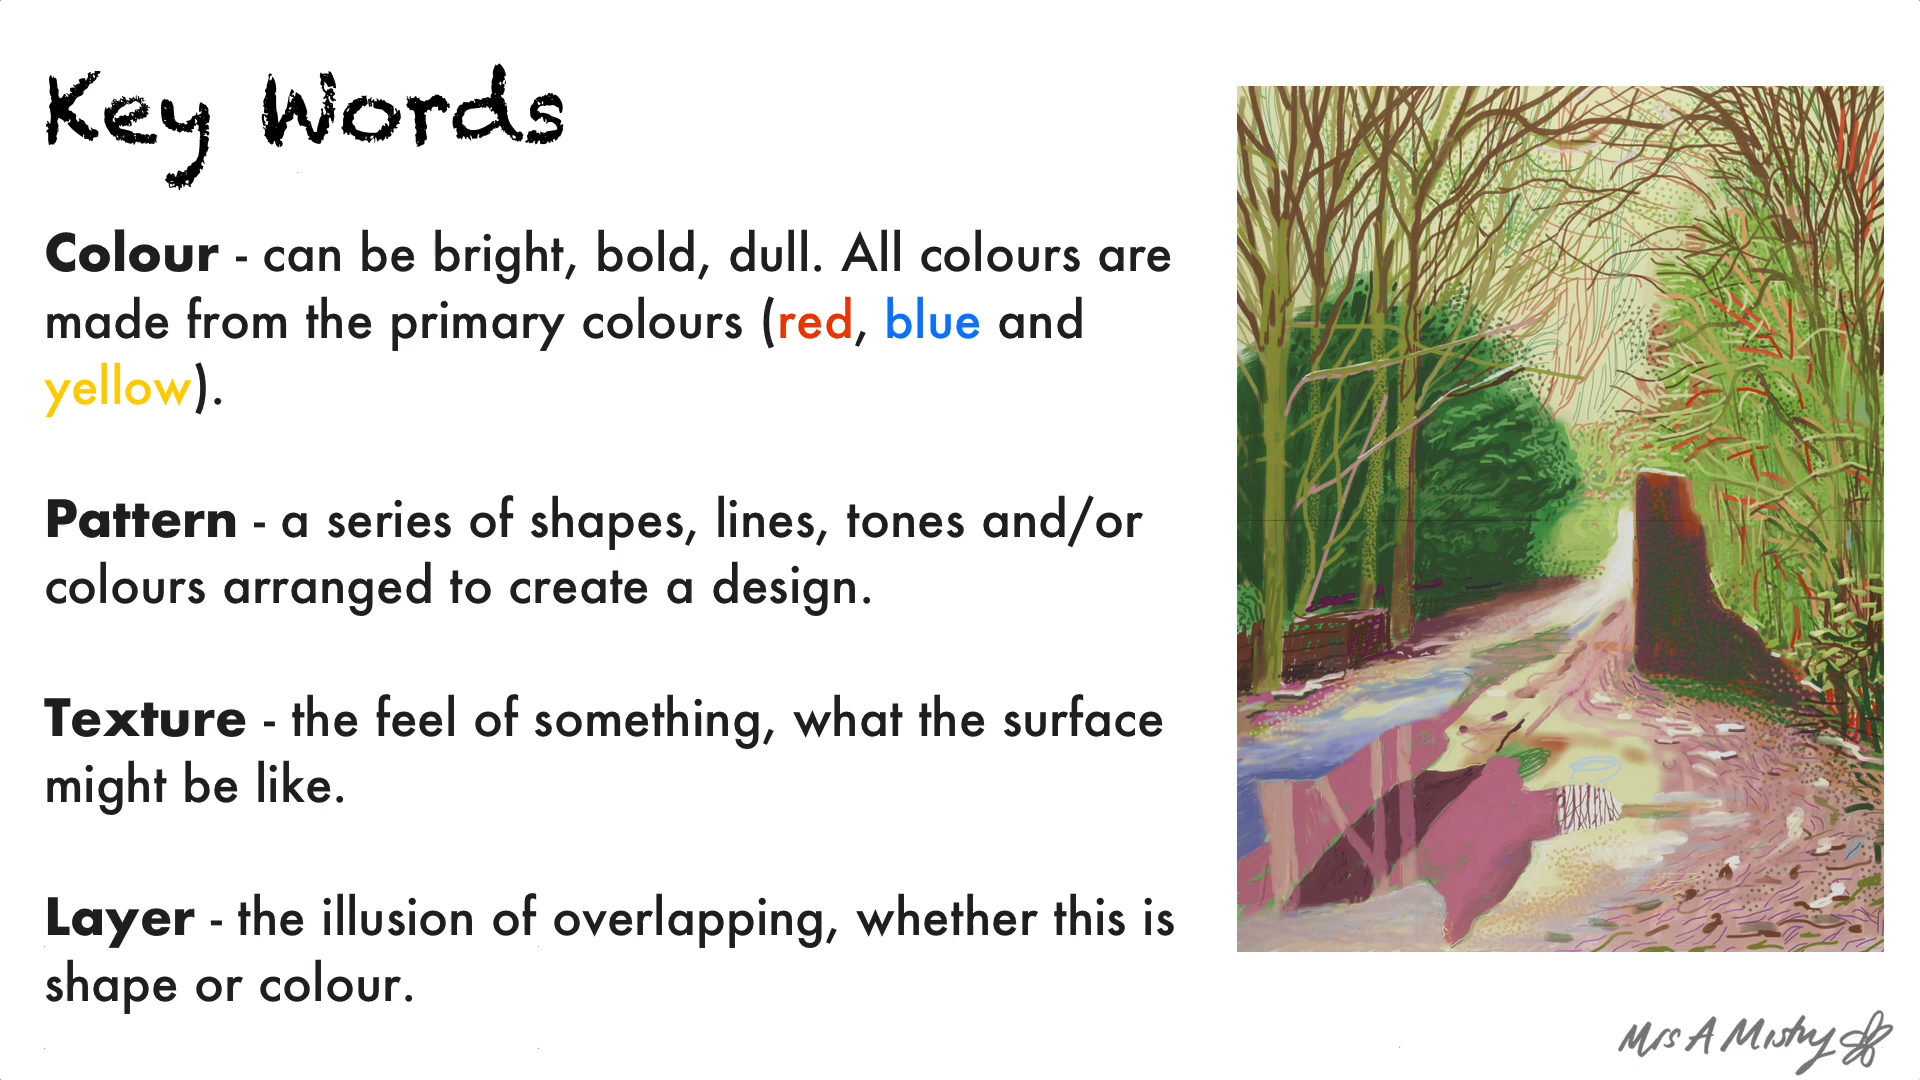 Key Words
Colour - can be bright, bold, dull. All colours are
made from the primary colours (red, blue and
yellow).
Pattern - a series of shapes, lines, tones and/or
colours arranged to create a design.
Texture - the feel of something, what the surface
might be like.
Layer - the illusion of overlapping, whether this is
shape or colour.
Mrs A Mistry